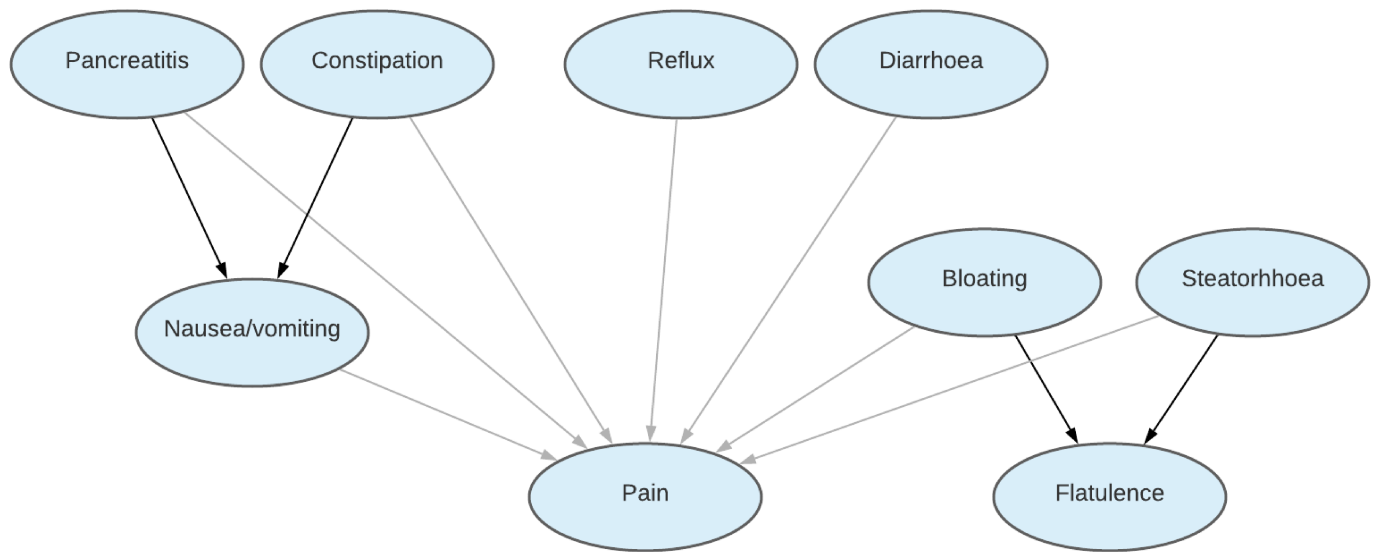 Pancreatitis
Constipation
Reflux
Diarrhoea
Bloating
Steatorhhoea
Nausea/vomiting
Pain
Flatulence